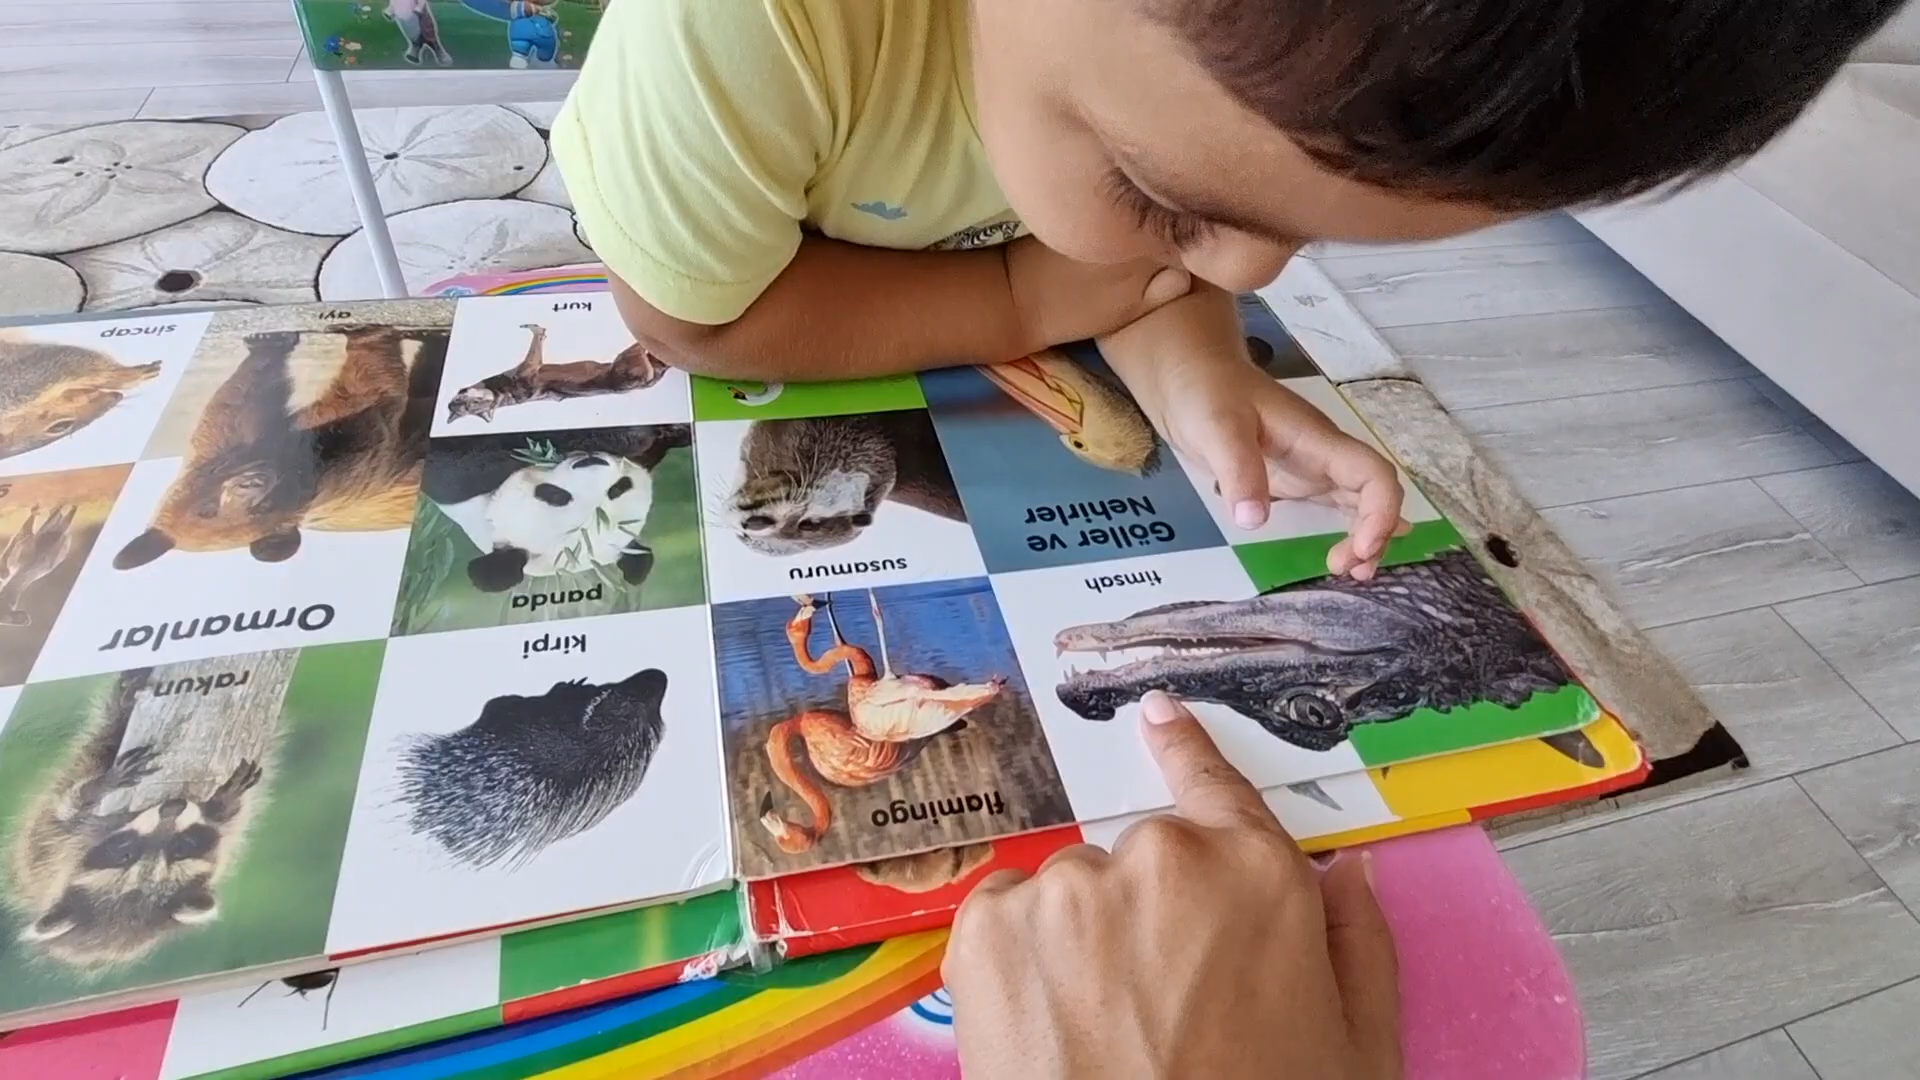 sincap
ayı
kurt
Ormanlar
panda
rakun
kirpi
Göller ve
Nehirler
susamuru
timsah
flamingo